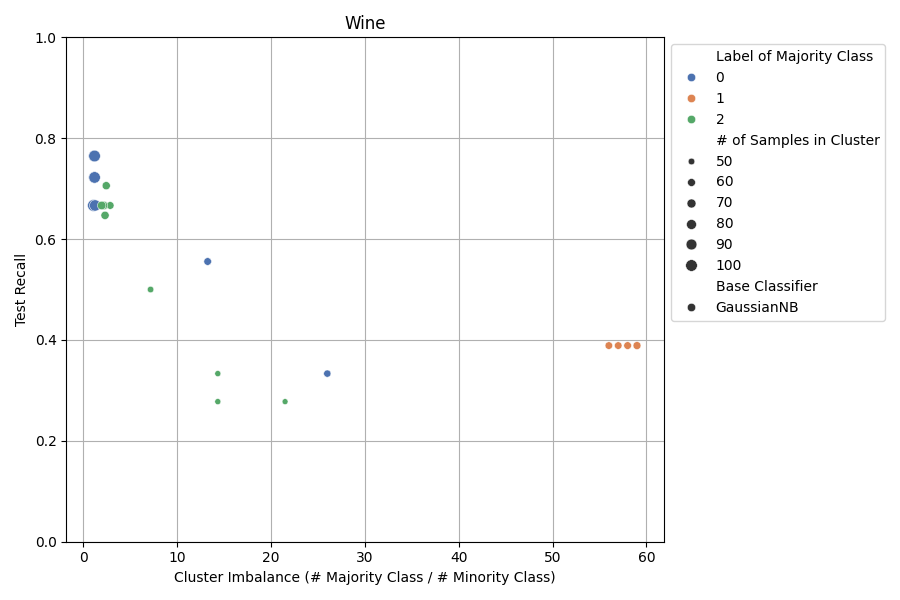 Wine
1.0
0.8
0.6
0.4
0.2
0.0
Test Recall
0 10 20 30 40 50 60
Cluster Imbalance (# Majority Class / # Minority Class)
Label of Majority Class
0
1
2
# of Samples in Cluster
50
60
70
80
90
100
Base Classifier
GaussianNB